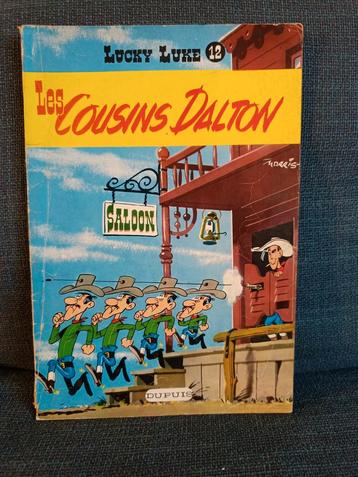 LUCKY LUKE 12
Les COUSINS DALTON
MORRIS
SALOON
DUPUIS